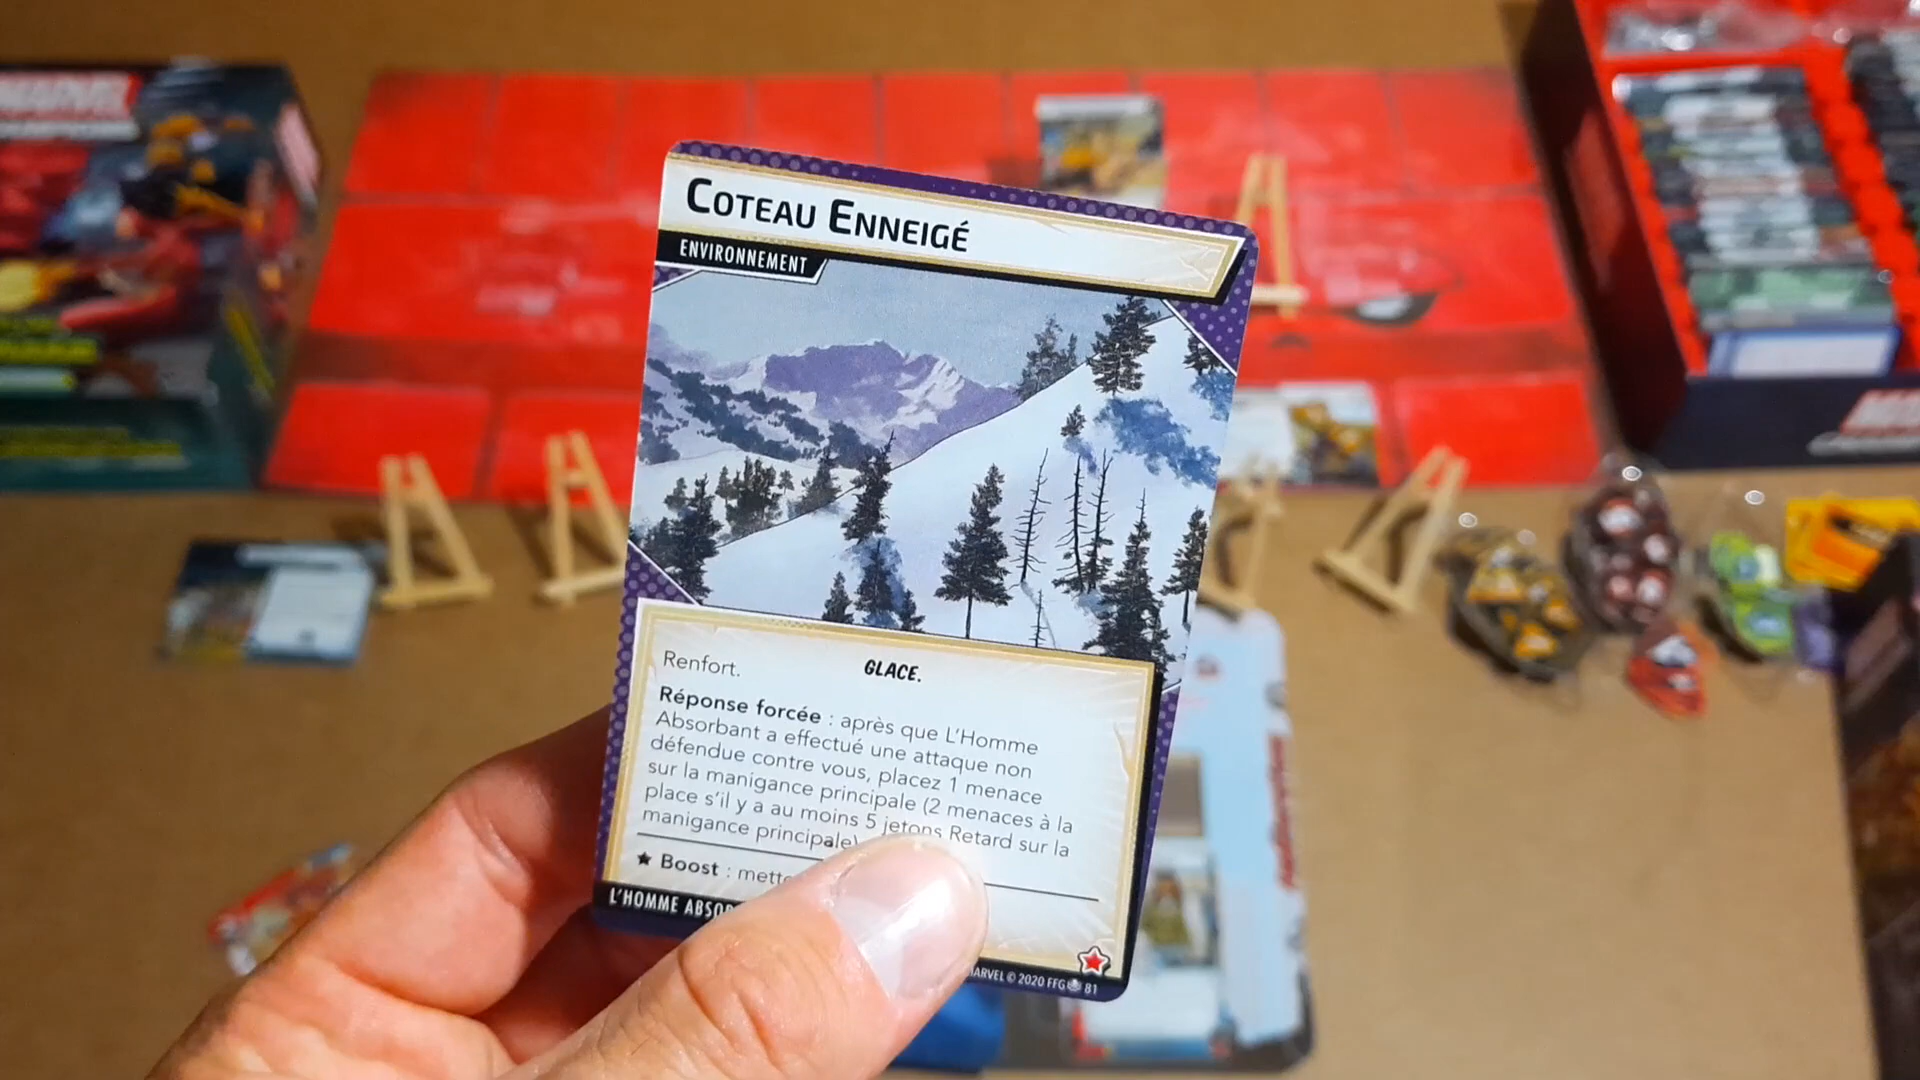 COTEAU ENNEIGÉ
ENVIRONNEMENT
GLACE.
Renfort.
Réponse forcée : après que L'Homme
Absorbant a effectué une attaque non
défendue contre vous, placez 1 menace
sur la manigance principale (2 menaces à la
place s'il y a au moins 5 jetons Retard sur la
manigance principale)
★ Boost :
L'HOMME
MARVEL © 2020 FFG 81